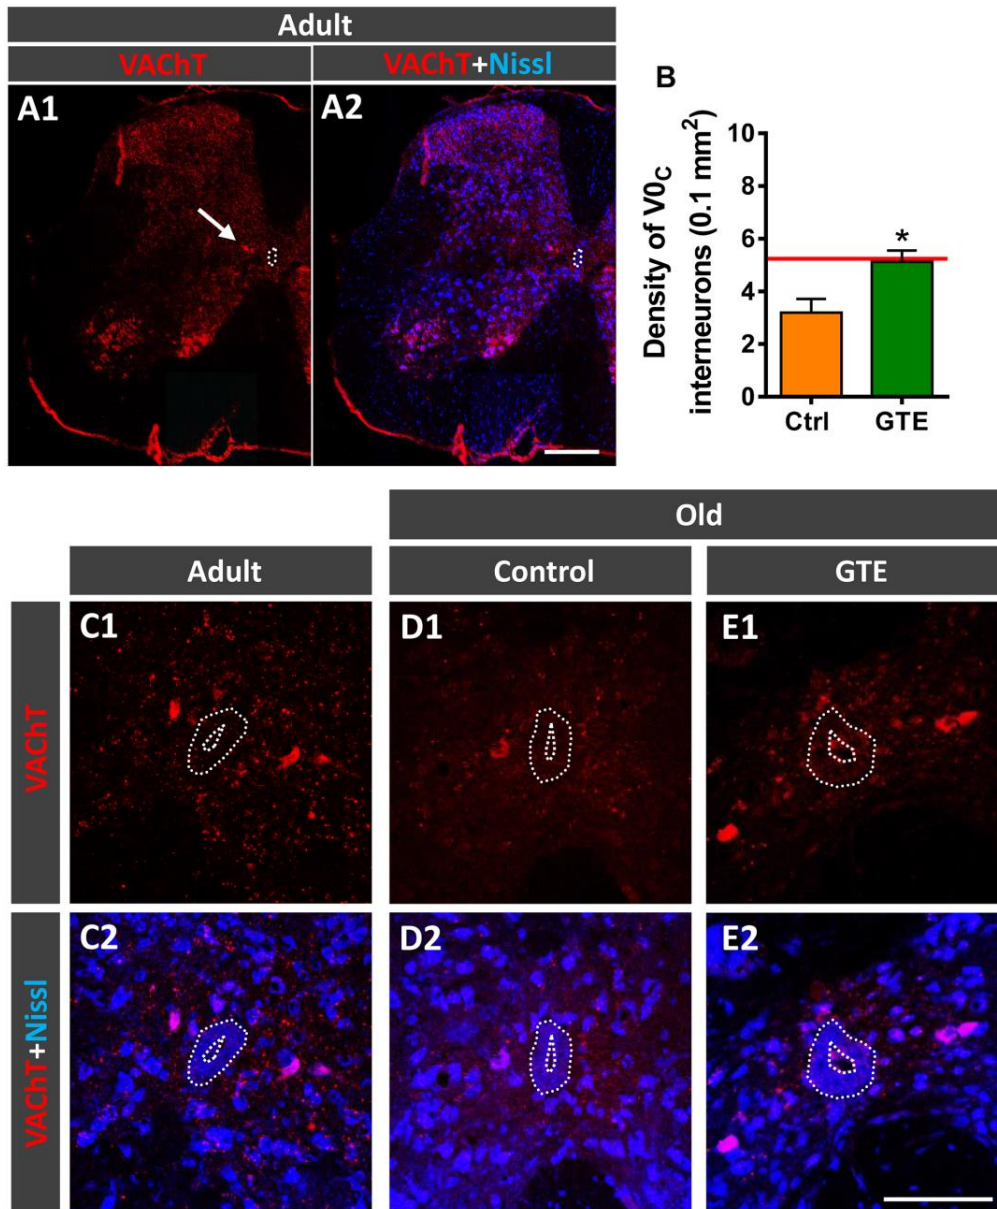 Adult
VAChT
VAChT+Nissl
A1
A2
B
Density of V0C
interneurons (0.1 mm²)
10
8
6
4
2
0
*
Ctrl
GTE
Old
Adult
Control
GTE
VAChT
C1
D1
E1
VAChT+Nissl
C2
D2
E2